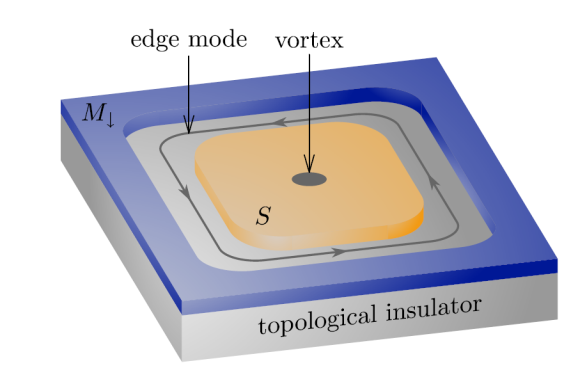 edge mode
vortex
M↓
S
topological insulator